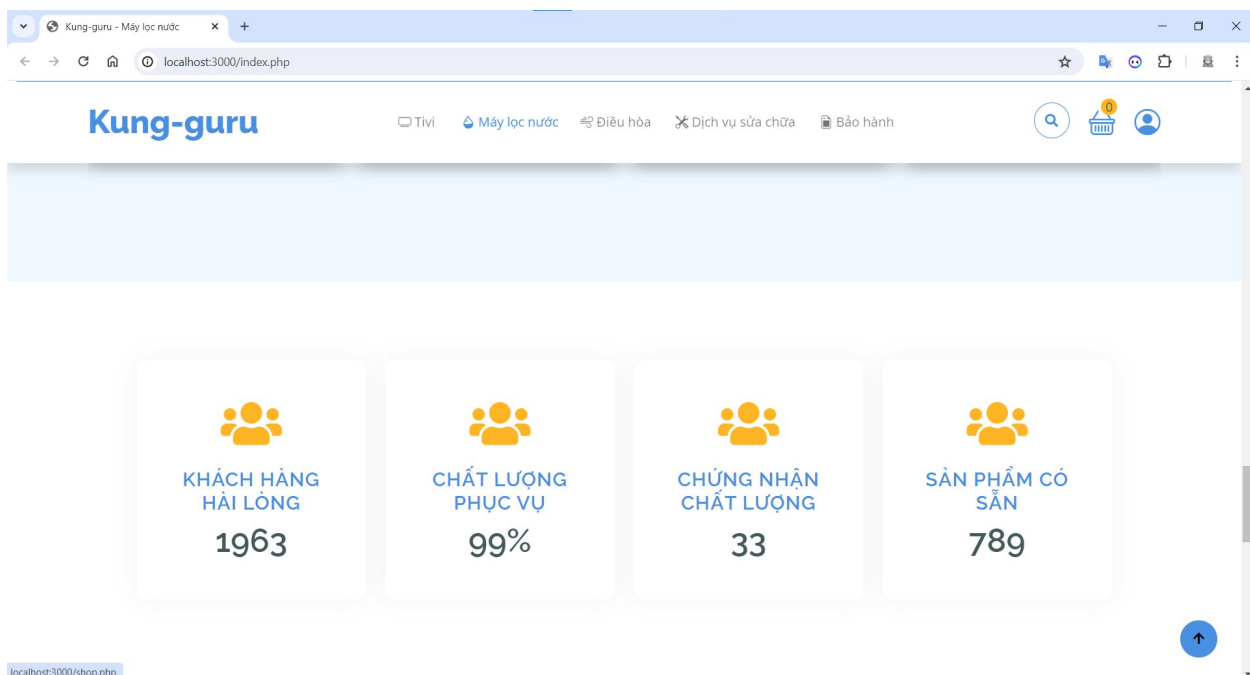 Kung-guru - Máy lọc nước
localhost:3000/index.php
Kung-guru
Tivi
Máy lọc nước
Điều hòa
Dịch vụ sửa chữa
Bảo hành
0
KHÁCH HÀNG
HÀI LÒNG
1963
CHẤT LƯỢNG
PHỤC VỤ
99%
CHỨNG NHẬN
CHẤT LƯỢNG
33
SẢN PHẨM CÓ
SẴN
789
localhost:3000/shop.php